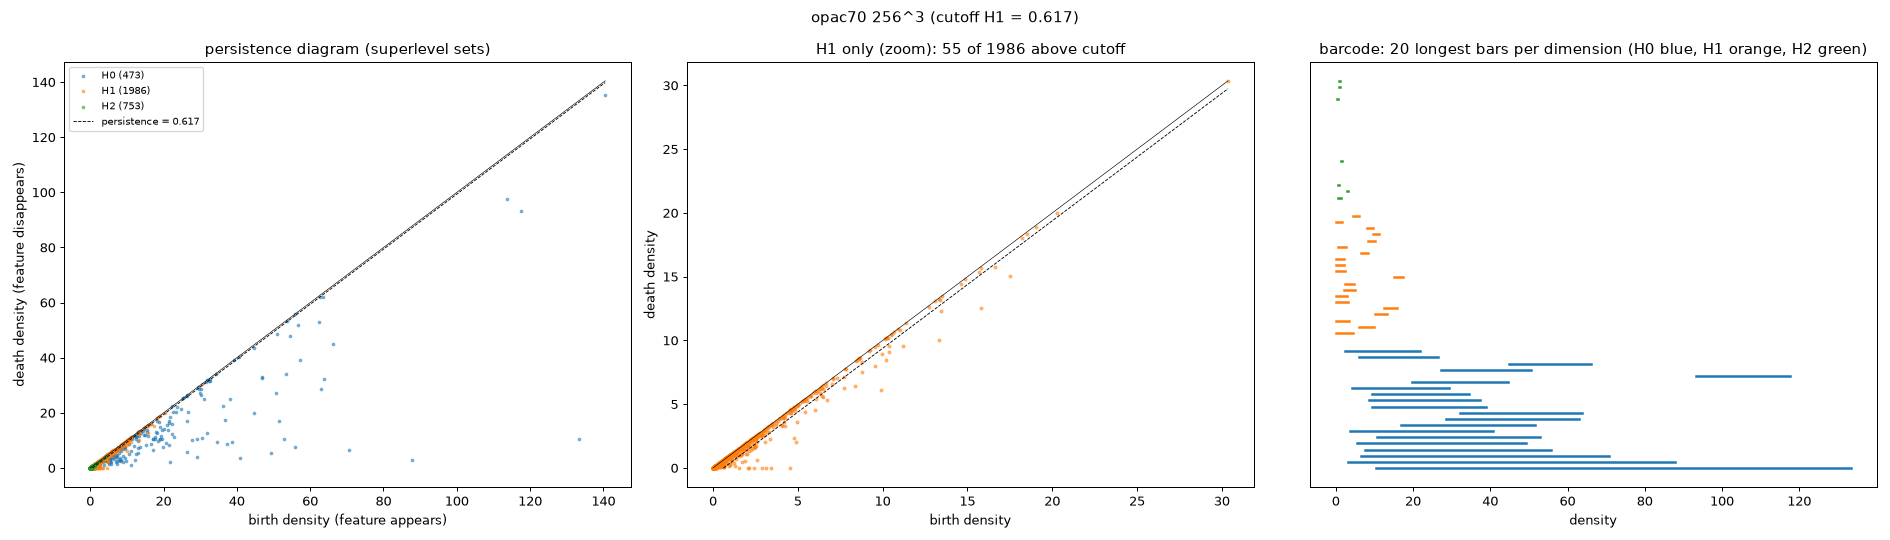 opac70 256^3 (cutoff H1 = 0.617)
persistence diagram (superlevel sets)
H0 (473)
H1 (1986)
H2 (753)
persistence = 0.617
140
120
100
80
60
40
20
0
death density (feature disappears)
0 20 40 60 80 100 120 140
birth density (feature appears)
H1 only (zoom): 55 of 1986 above cutoff
30
25
20
15
10
5
0
death density
0 5 10 15 20 25 30
birth density
barcode: 20 longest bars per dimension (H0 blue, H1 orange, H2 green)
0 20 40 60 80 100 120
density